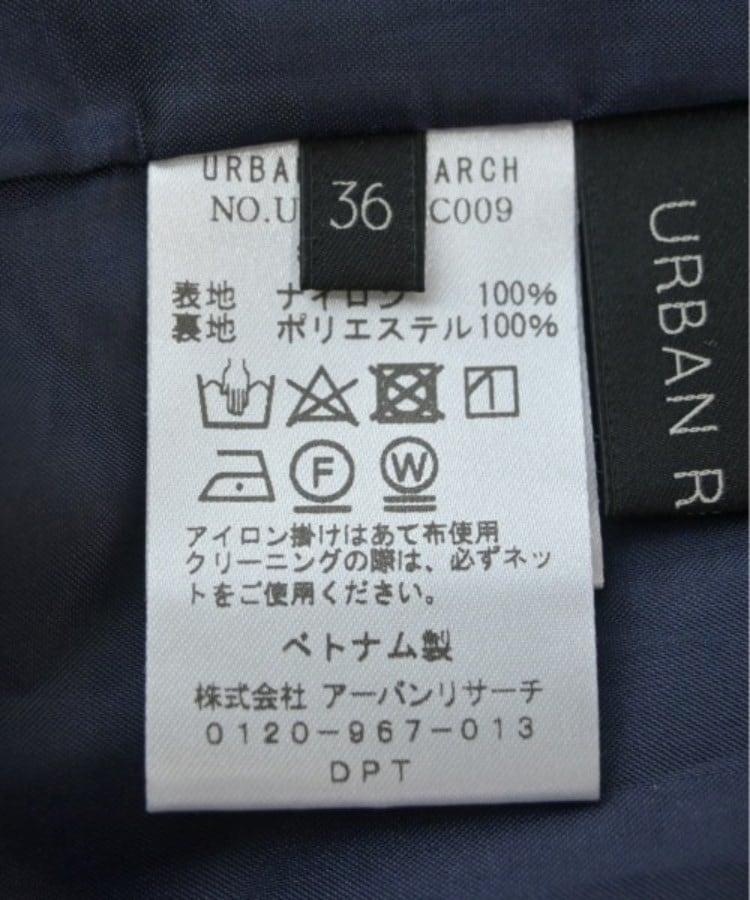 URBA ARCH
NO.U C009
36
表地 ナイロン 100%
裏地 ポリエステル100%
F W
アイロン掛けはあて布使用
クリーニングの際は、必ずネッ
トをご使用ください。
ベトナム製
株式会社 アーバンリサーチ
0120-967-013
DPT
URBAN R